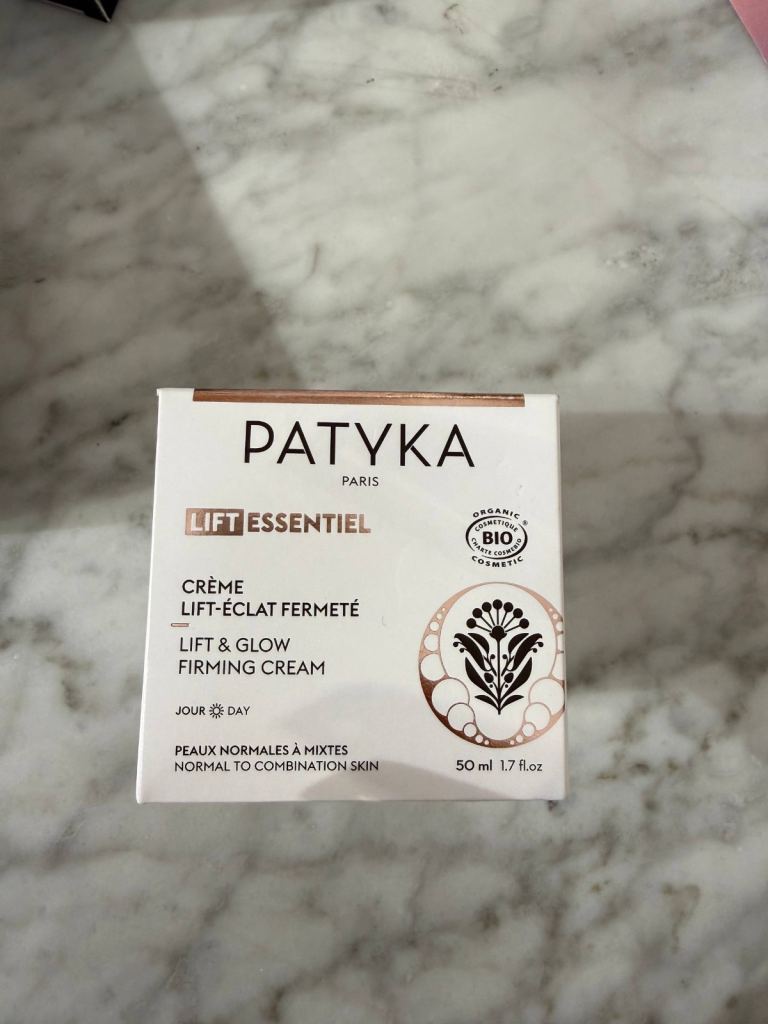 PATYKA
PARIS
LIFT ESSENTIEL
ORGANIC
COSMETIQUE
BIO
®
CHARTE COSMEBIO
COSMETIC
CRÈME
LIFT-ÉCLAT FERMETÉ
LIFT & GLOW
FIRMING CREAM
JOUR DAY
PEAUX NORMALES À MIXTES
NORMAL TO COMBINATION SKIN
50 ml 1.7 fl.oz